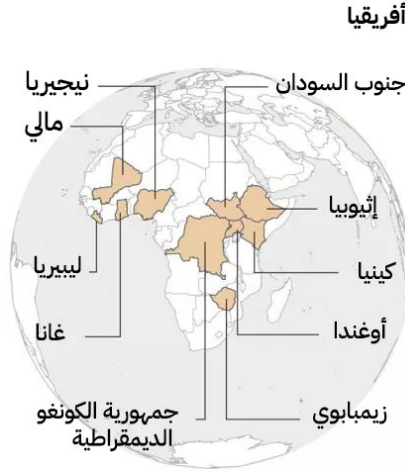 أفريقيا
جنوب السودان
نيجيريا
مالي
إثيوبيا
ليبيريا
كينيا
غانا
أوغندا
زيمبابوي
جمهورية الكونغو
الديمقراطية